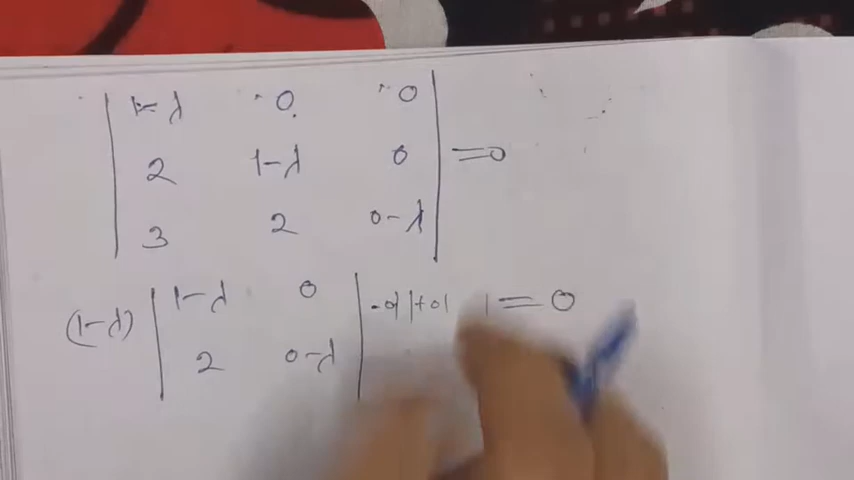 | 1-λ 0 0 |
| 2 1-λ 0 | =0
| 3 2 0-λ |
(1-λ) | 1-λ 0 | -0| |+0| | = 0
| 2 0-λ |